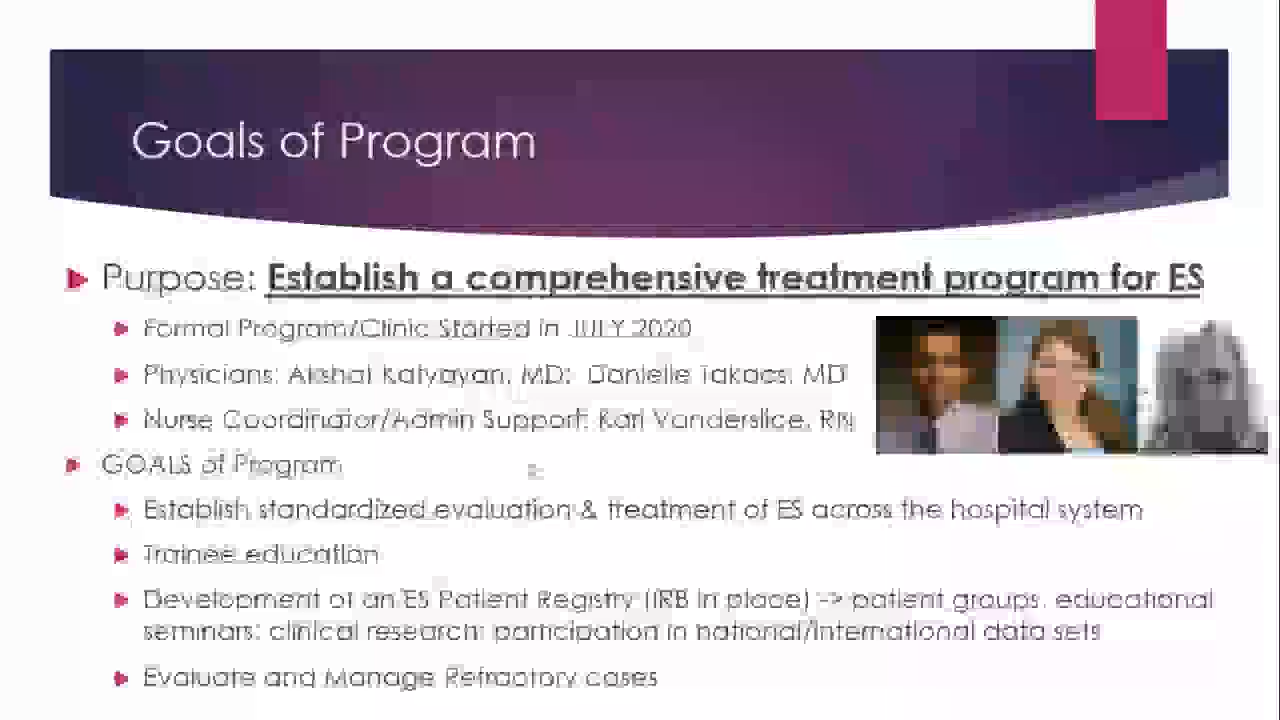 Goals of Program
Purpose: Establish a comprehensive treatment program for ES
Formal Program/Clinic Started in JULY 2020
Physicians: Akshat Katyayan, MD; Danielle Takacs, MD
Nurse Coordinator/Admin Support: Kari Vanderslice, RN
GOALS of Program
Establish standardized evaluation & treatment of ES across the hospital system
Trainee education
Development of an ES Patient Registry (IRB in place) -> patient groups, educational
seminars; clinical research; participation in national/international data sets
Evaluate and Manage Refractory cases